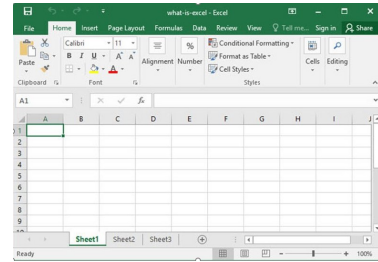 what-is-excel - Excel
File Home Insert Page Layout Formulas Data Review View Tell me... Sign in Share
Calibri 11
Paste
B I U A A
A
Alignment Number
%
Conditional Formatting
Format as Table
Cell Styles
Cells Editing
Clipboard Font Styles
A1 fx
A B C D E F G H I J
1
2
3
4
5
6
7
8
9
10
Sheet1 Sheet2 Sheet3
Ready 100%